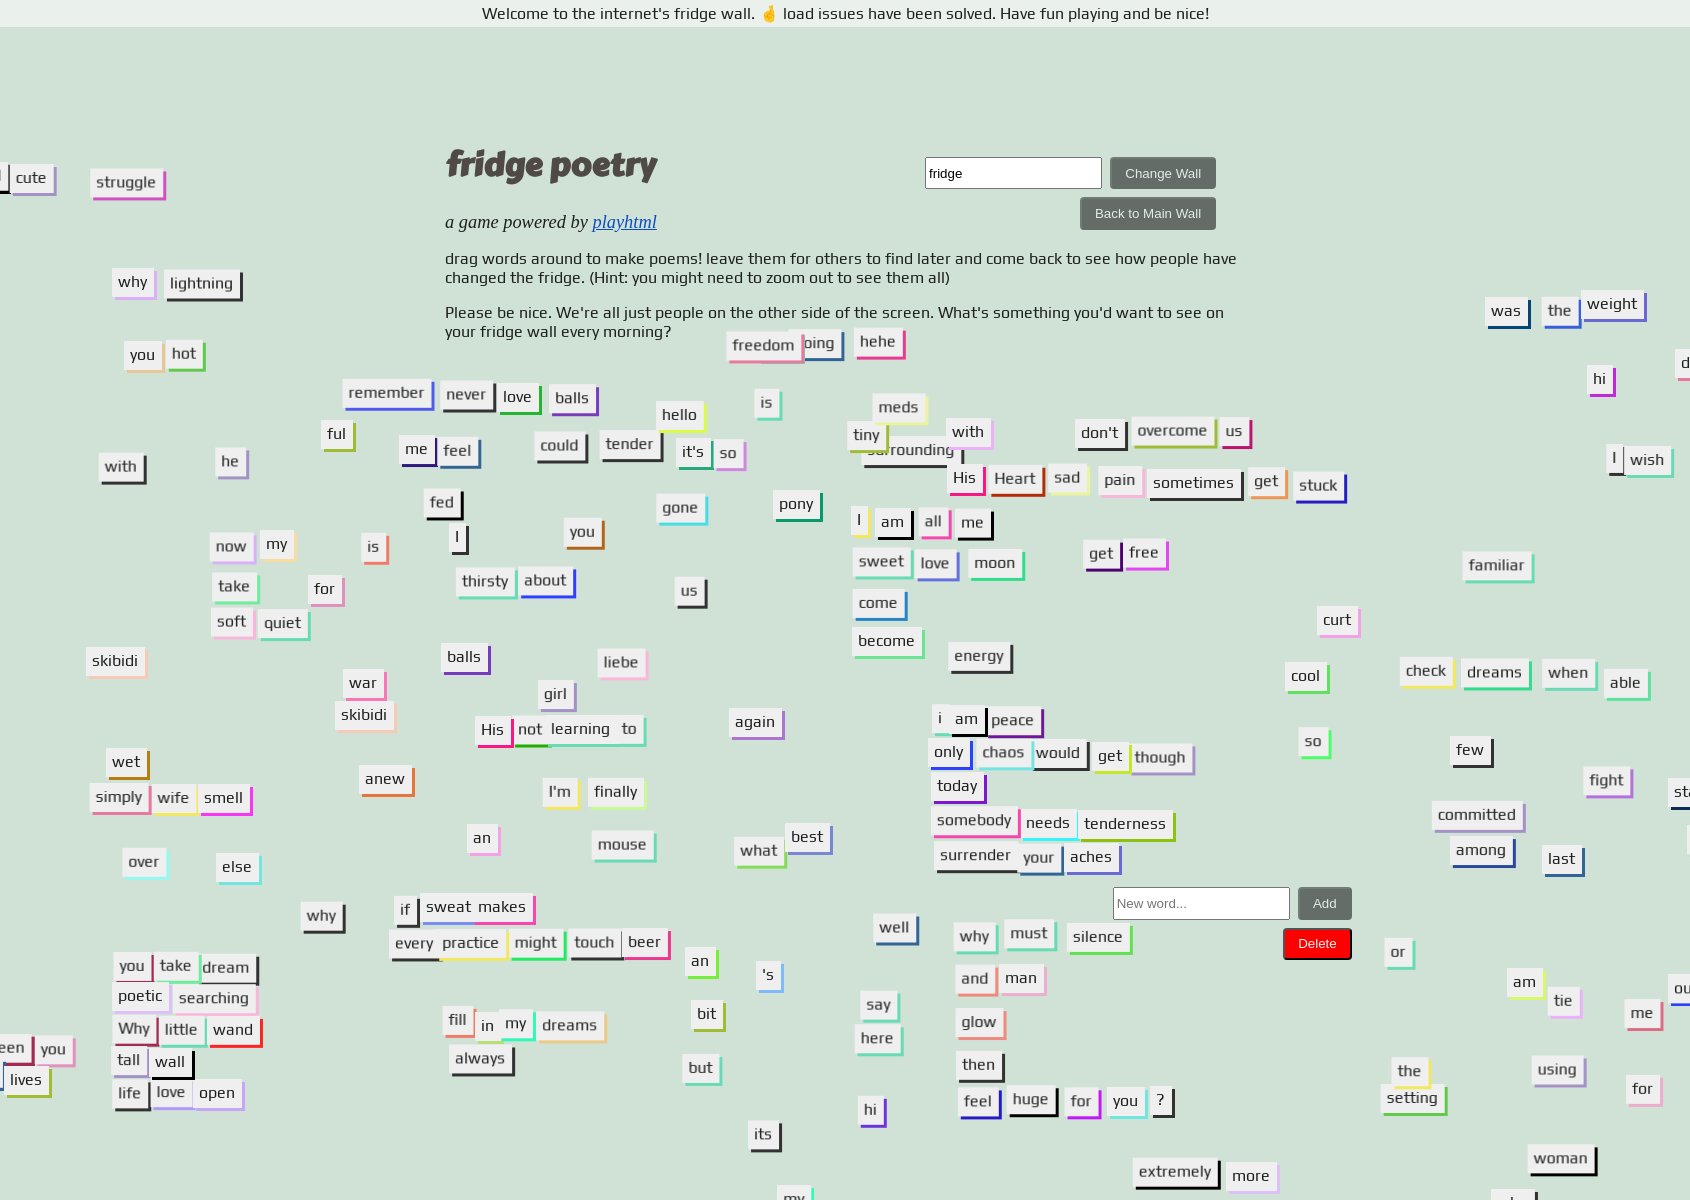 Welcome to the internet's fridge wall. 🤞 load issues have been solved. Have fun playing and be nice!
fridge poetry
fridge
Change Wall
Back to Main Wall
a game powered by playhtml
drag words around to make poems! leave them for others to find later and come back to see how people have
changed the fridge. (Hint: you might need to zoom out to see them all)
Please be nice. We're all just people on the other side of the screen. What's something you'd want to see on
your fridge wall every morning?
cute
struggle
why lightning
you hot
was the weight
freedom
hehe
hi
remember never love balls
is
hello
meds
ful
me feel
could tender
it's so
tiny
surrounding
with
don't overcome us
with
he
I wish
His Heart sad pain sometimes get stuck
fed
gone
pony
I
you
I am all me
now my
is
get free
take
for
thirsty about
us
sweet love moon
familiar
come
soft quiet
curt
become
skibidi
balls
liebe
energy
war
girl
cool
check dreams when able
skibidi
His not learning to
again
i am peace
so
few
wet
only chaos would get though
anew
I'm finally
today
fight
simply wife smell
somebody needs tenderness
committed
an
mouse
what best
among
last
over
else
surrender your aches
New word...
Add
Delete
why
if sweat makes
well
why must silence
every practice might touch beer
or
you take dream
an
's
and man
am
tie
poetic searching
say
me
Why little wand
fill in my dreams
bit
glow
here
you
tall wall
always
but
then
the
using
lives
life love open
hi
feel huge for you ?
setting
for
its
woman
extremely more
my